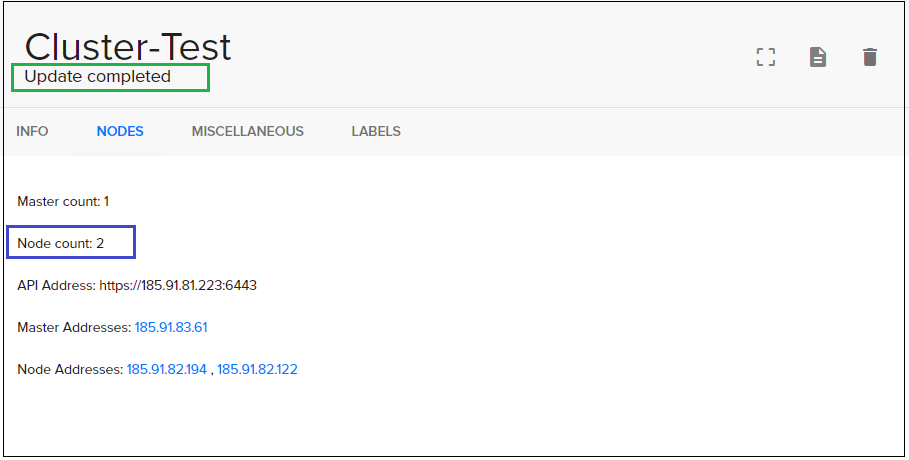 Cluster-Test
Update completed
INFO NODES MISCELLANEOUS LABELS
Master count: 1
Node count: 2
API Address: https://185.91.81.223:6443
Master Addresses: 185.91.83.61
Node Addresses: 185.91.82.194 , 185.91.82.122